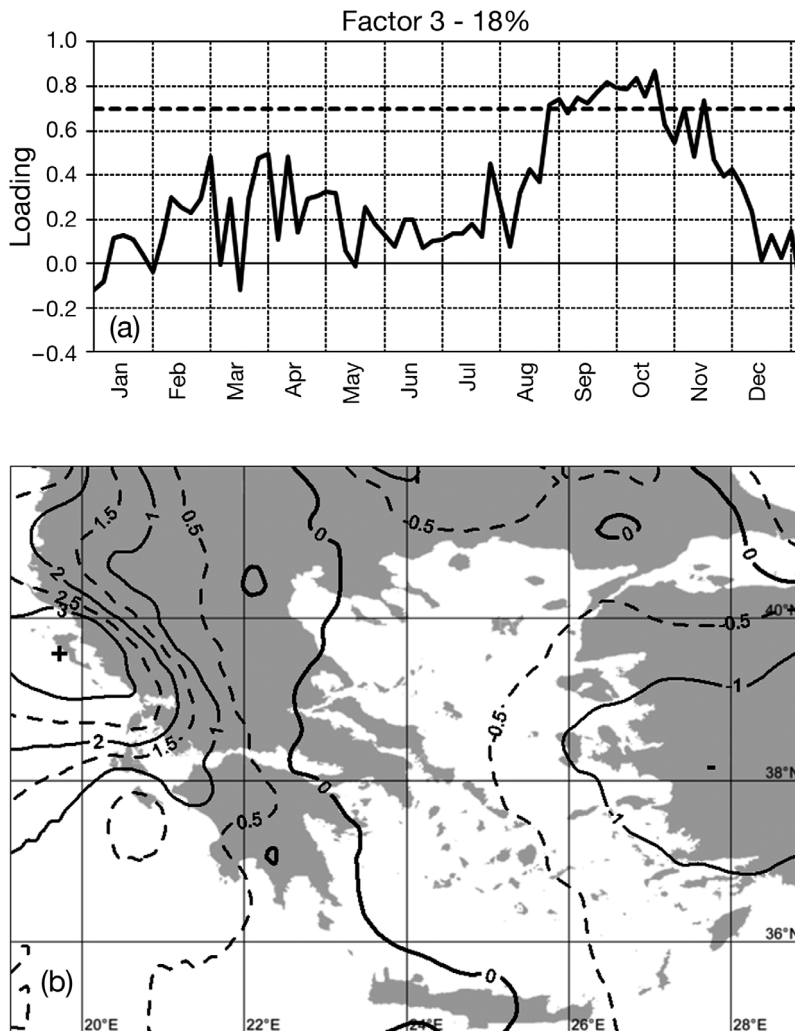 Factor 3 - 18%
1.0
0.8
0.6
0.4
0.2
0.0
−0.2
−0.4
Loading
(a)
Jan
Feb
Mar
Apr
May
Jun
Jul
Aug
Sep
Oct
Nov
Dec
1.5
1
0.5
0
-0.5
0
0
2
2.5
3
+
40°N
-0.5
-1
-0.5
2
1.5
1
-
38°N
0
0.5
-1
36°N
0
(b)
20°E
22°E
24°E
26°E
28°E